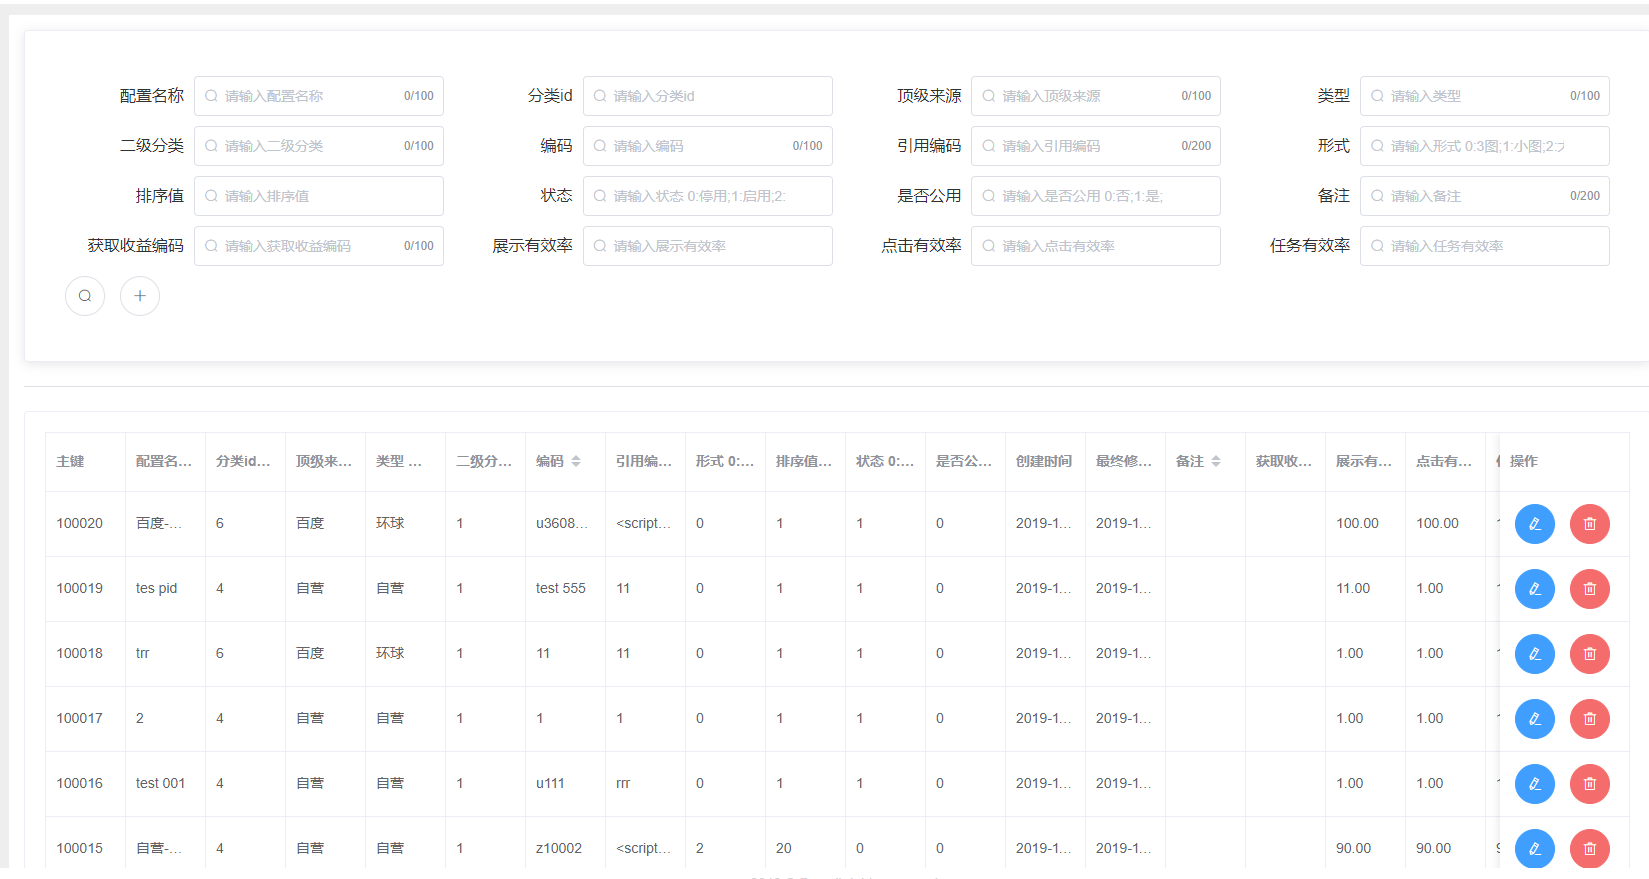 配置名称 请输入配置名称 0/100 分类id 请输入分类id 顶级来源 请输入顶级来源 0/100 类型 请输入类型 0/100
二级分类 请输入二级分类 0/100 编码 请输入编码 0/100 引用编码 请输入引用编码 0/200 形式 请输入形式 0:3图;1:小图;2:
排序值 请输入排序值 状态 请输入状态 0:停用;1:启用;2: 是否公用 请输入是否公用 0:否;1:是; 备注 请输入备注 0/200
获取收益编码 请输入获取收益编码 0/100 展示有效率 请输入展示有效率 点击有效率 请输入点击有效率 任务有效率 请输入任务有效率
主键 配置名... 分类id... 顶级来... 类型 ... 二级分... 编码 引用编... 形式 0:... 排序值... 状态 0:... 是否公... 创建时间 最终修... 备注 获取收... 展示有... 点击有... 操作
100020 百度-... 6 百度 环球 1 u3608... <script... 0 1 1 0 2019-1... 2019-1... 100.00 100.00
100019 tes pid 4 自营 自营 1 test 555 11 0 1 1 0 2019-1... 2019-1... 11.00 1.00
100018 trr 6 百度 环球 1 11 11 0 1 1 0 2019-1... 2019-1... 1.00 1.00
100017 2 4 自营 自营 1 1 1 0 1 1 0 2019-1... 2019-1... 1.00 1.00
100016 test 001 4 自营 自营 1 u111 rrr 0 1 1 0 2019-1... 2019-1... 1.00 1.00
100015 自营-... 4 自营 自营 1 z10002 <script... 2 20 0 0 2019-1... 2019-1... 90.00 90.00